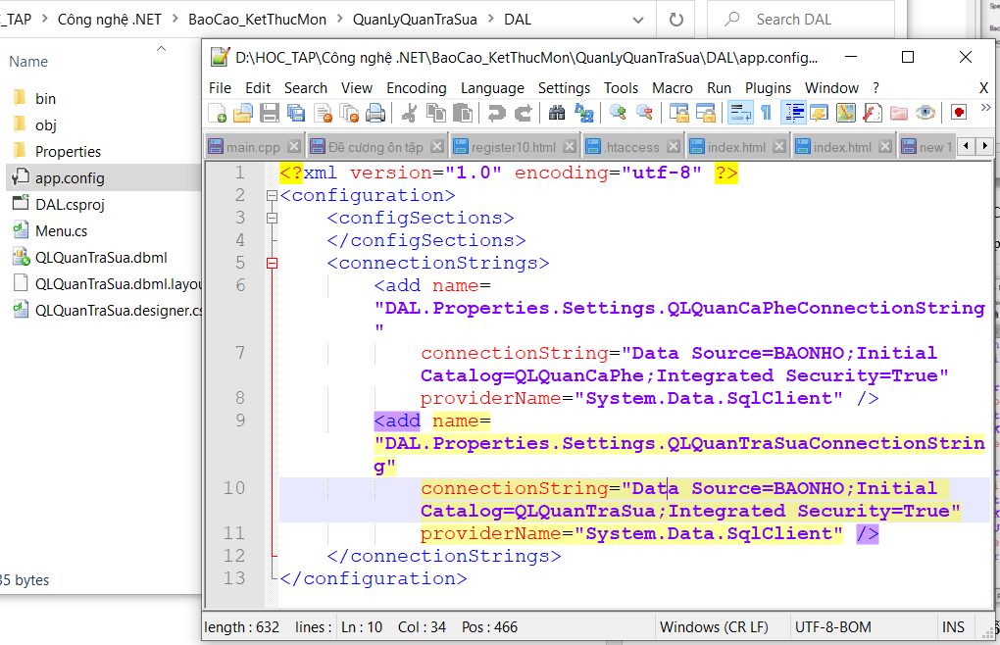 _TAP > Công nghệ .NET > BaoCao_KetThucMon > QuanLyQuanTraSua > DAL
Search DAL
Name
bin
obj
Properties
app.config
DAL.csproj
Menu.cs
QLQuanTraSua.dbml
QLQuanTraSua.dbml.layou
QLQuanTraSua.designer.cs
35 bytes
D:\HOC_TAP\Công nghệ .NET\BaoCao_KetThucMon\QuanLyQuanTraSua\DAL\app.config...
File Edit Search View Encoding Language Settings Tools Macro Run Plugins Window ? X
main.cpp Đề cương ôn tập register10.html .htaccess index.html index.html new 1
1 <?xml version="1.0" encoding="utf-8" ?>
2 <configuration>
3 <configSections>
4 </configSections>
5 <connectionStrings>
6 <add name=
"DAL.Properties.Settings.QLQuanCaPheConnectionString
"
7 connectionString="Data Source=BAONHO;Initial
Catalog=QLQuanCaPhe;Integrated Security=True"
8 providerName="System.Data.SqlClient" />
9 <add name=
"DAL.Properties.Settings.QLQuanTraSuaConnectionStrin
g"
10 connectionString="Data Source=BAONHO;Initial
Catalog=QLQuanTraSua;Integrated Security=True"
11 providerName="System.Data.SqlClient" />
12 </connectionStrings>
13 </configuration>
length : 632 lines : Ln : 10 Col : 34 Pos : 466 Windows (CR LF) UTF-8-BOM INS